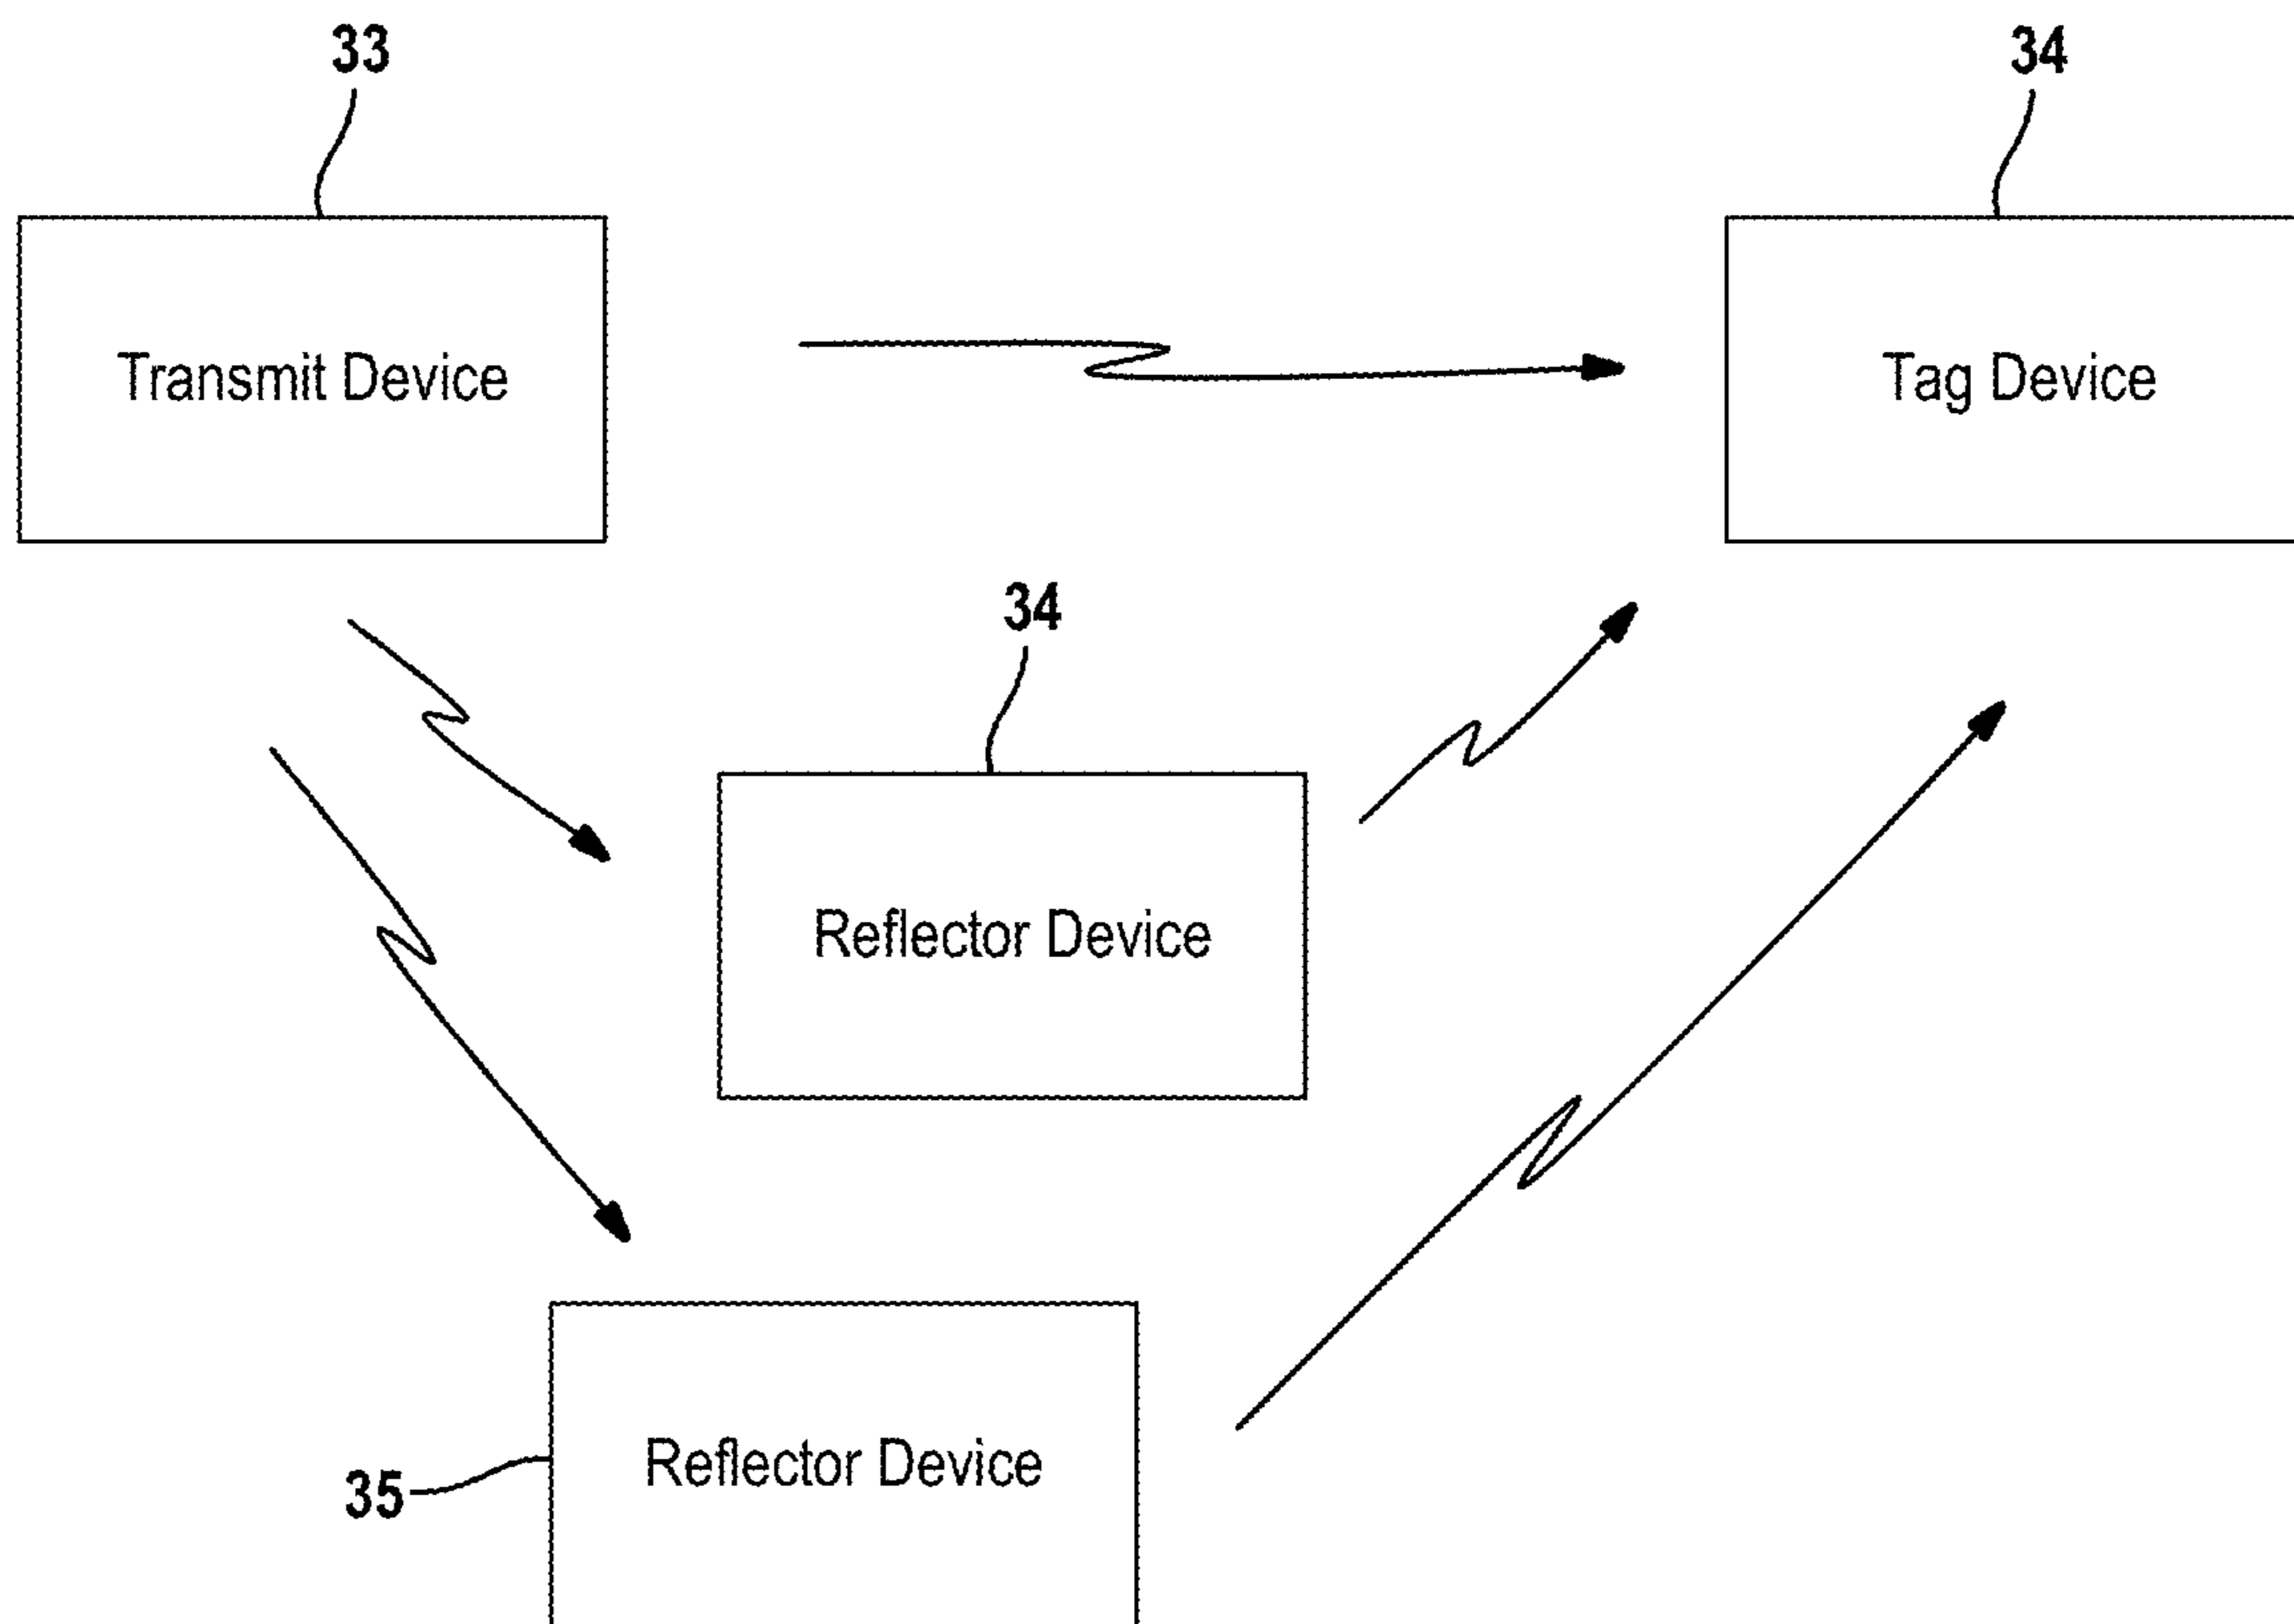 33
34
Transmit Device
Tag Device
34
Reflector Device
Reflector Device
35